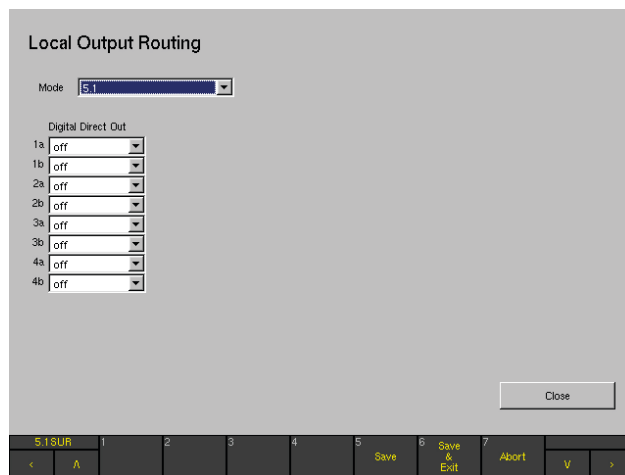 Local Output Routing
Mode 5.1
Digital Direct Out
1a off
1b off
2a off
2b off
3a off
3b off
4a off
4b off
Close
5.1SUR 1 2 3 4 5 Save 6 Save & Exit 7 Abort
< Λ V >